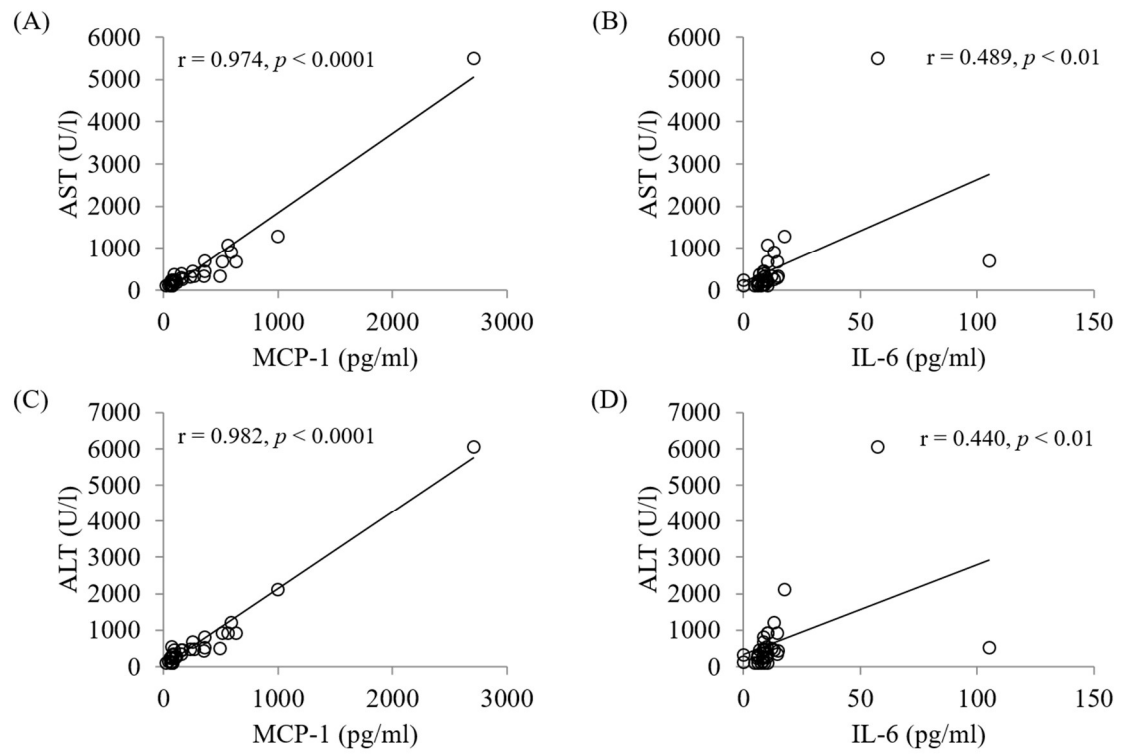 (A)
r = 0.974, p < 0.0001
AST (U/l)
6000
5000
4000
3000
2000
1000
0
0 1000 2000 3000
MCP-1 (pg/ml)
(B)
r = 0.489, p < 0.01
AST (U/l)
6000
5000
4000
3000
2000
1000
0
0 50 100 150
IL-6 (pg/ml)
(C)
r = 0.982, p < 0.0001
ALT (U/l)
7000
6000
5000
4000
3000
2000
1000
0
0 1000 2000 3000
MCP-1 (pg/ml)
(D)
r = 0.440, p < 0.01
ALT (U/l)
7000
6000
5000
4000
3000
2000
1000
0
0 50 100 150
IL-6 (pg/ml)